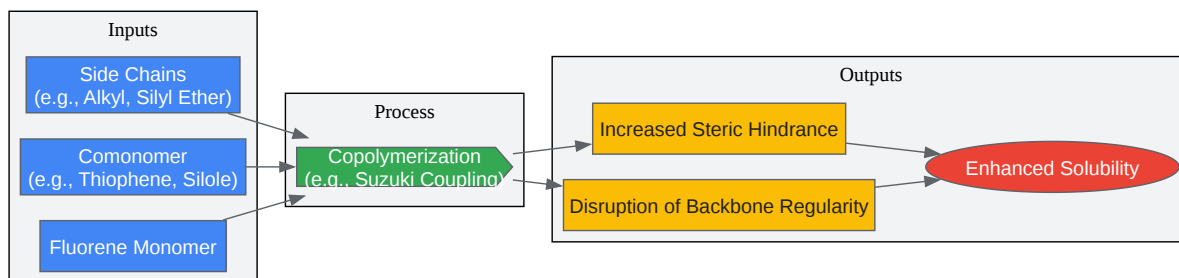 Inputs
Side Chains
(e.g., Alkyl, Silyl Ether)
Comonomer
(e.g., Thiophene, Silole)
Fluorene Monomer
Process
Copolymerization
(e.g., Suzuki Coupling)
Outputs
Increased Steric Hindrance
Disruption of Backbone Regularity
Enhanced Solubility